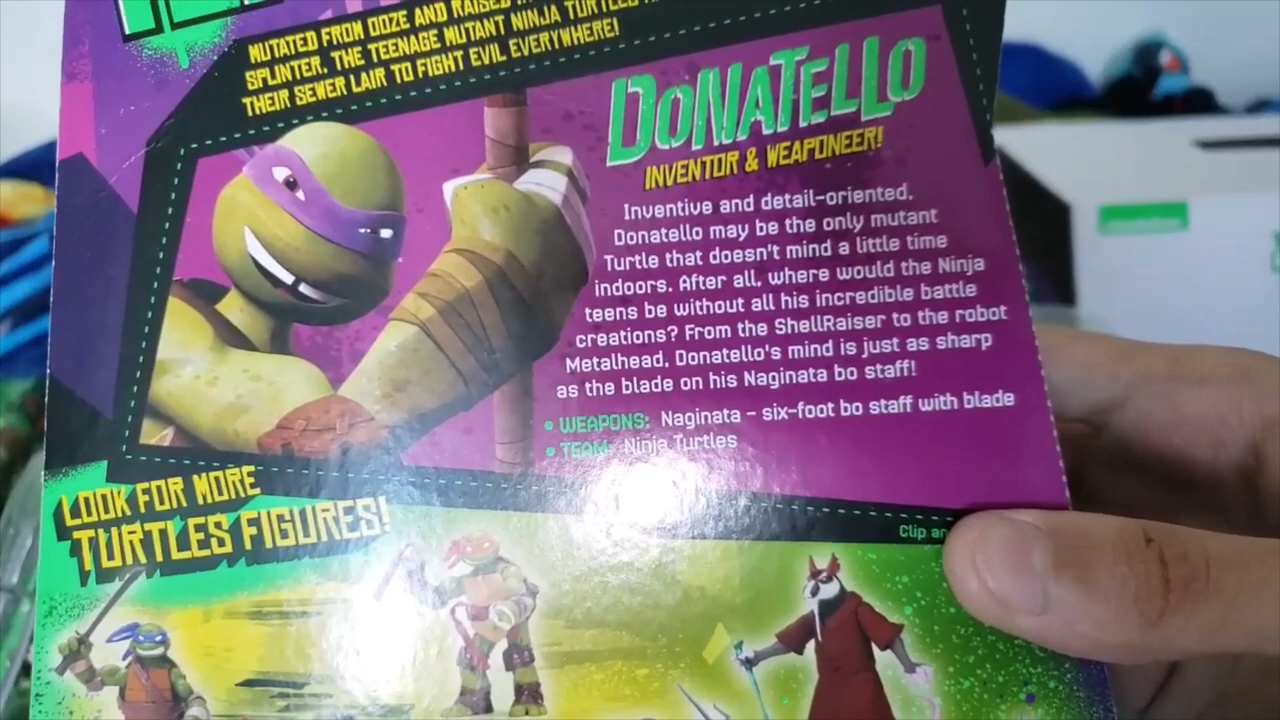 MUTATED FROM OOZE AND RAISED
SPLINTER, THE TEENAGE MUTANT NINJA TURTLES
THEIR SEWER LAIR TO FIGHT EVIL EVERYWHERE!
DONATELLO™
INVENTOR & WEAPONEER!
Inventive and detail-oriented,
Donatello may be the only mutant
Turtle that doesn't mind a little time
indoors. After all, where would the Ninja
teens be without all his incredible battle
creations? From the ShellRaiser to the robot
Metalhead, Donatello's mind is just as sharp
as the blade on his Naginata bo staff!
• WEAPONS: Naginata - six-foot bo staff with blade
• TEAM: Ninja Turtles
LOOK FOR MORE
TURTLES FIGURES!
Clip